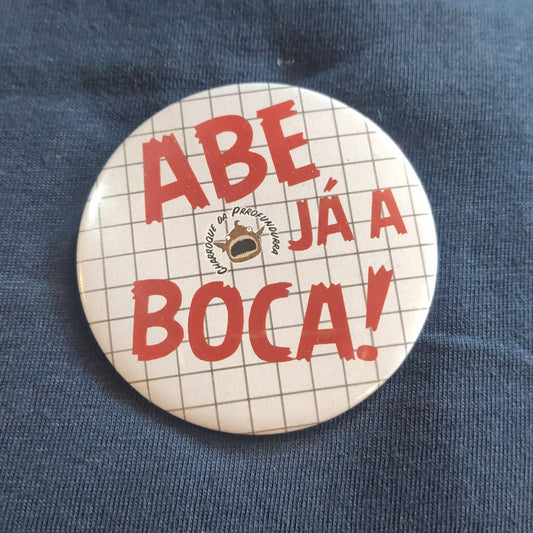 ABE
JÁ A
CHARROQUE DA PRROFUNDURRA
BOCA!